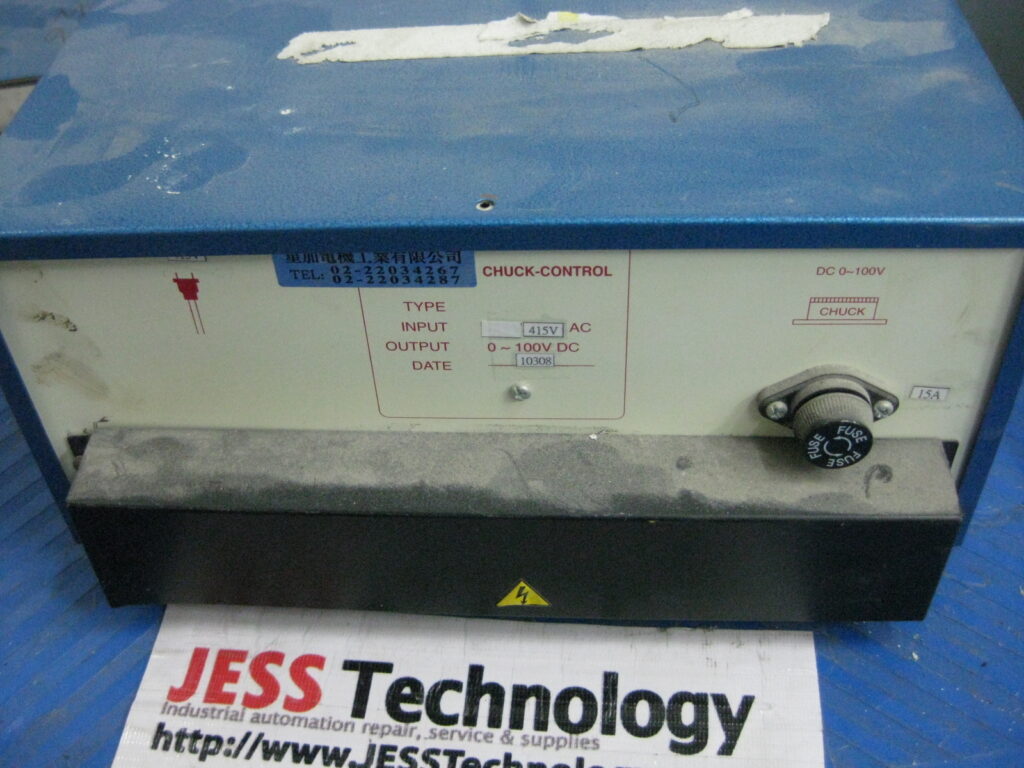 星加電機工業有限公司
TEL: 02-22034267
02-22034287
CHUCK-CONTROL
TYPE
INPUT 415V AC
OUTPUT 0~100V DC
DATE 10308
DC 0~100V
CHUCK
15A
FUSE FUSE FUSE
JESS Technology
Industrial automation repair, service & supplies
http://www.JESSTechnolo